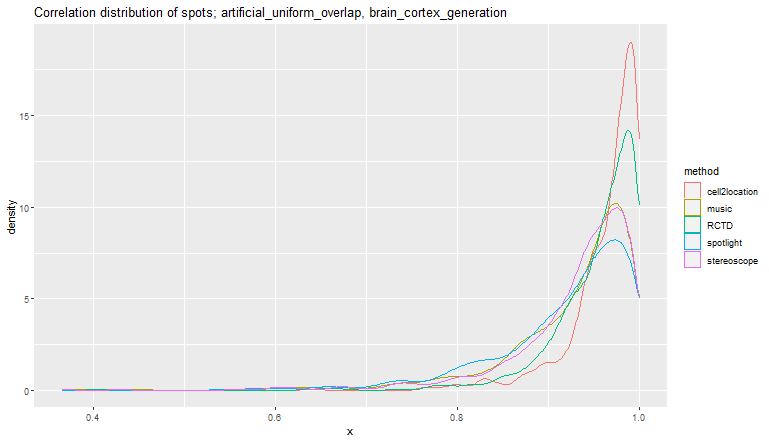 Correlation distribution of spots; artificial_uniform_overlap, brain_cortex_generation
15
10
5
0
density
0.4 0.6 0.8 1.0
x
method
cell2location
music
RCTD
spotlight
stereoscope